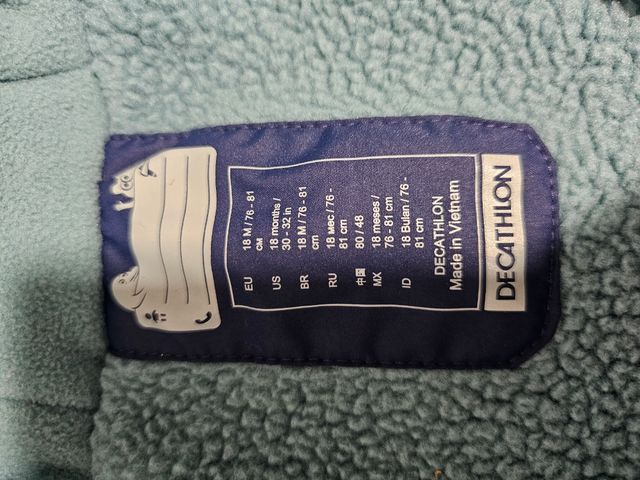 EU 18 M / 76 - 81
см
US 18 months /
30 - 32 in
BR 18 M / 76 - 81
cm
RU 18 мес / 76 -
81 cm
中国 80 / 48
MX 18 meses /
76 - 81 cm
ID 18 Bulan / 76 -
81 cm
DECATHLON
Made in Vietnam
DECATHLON